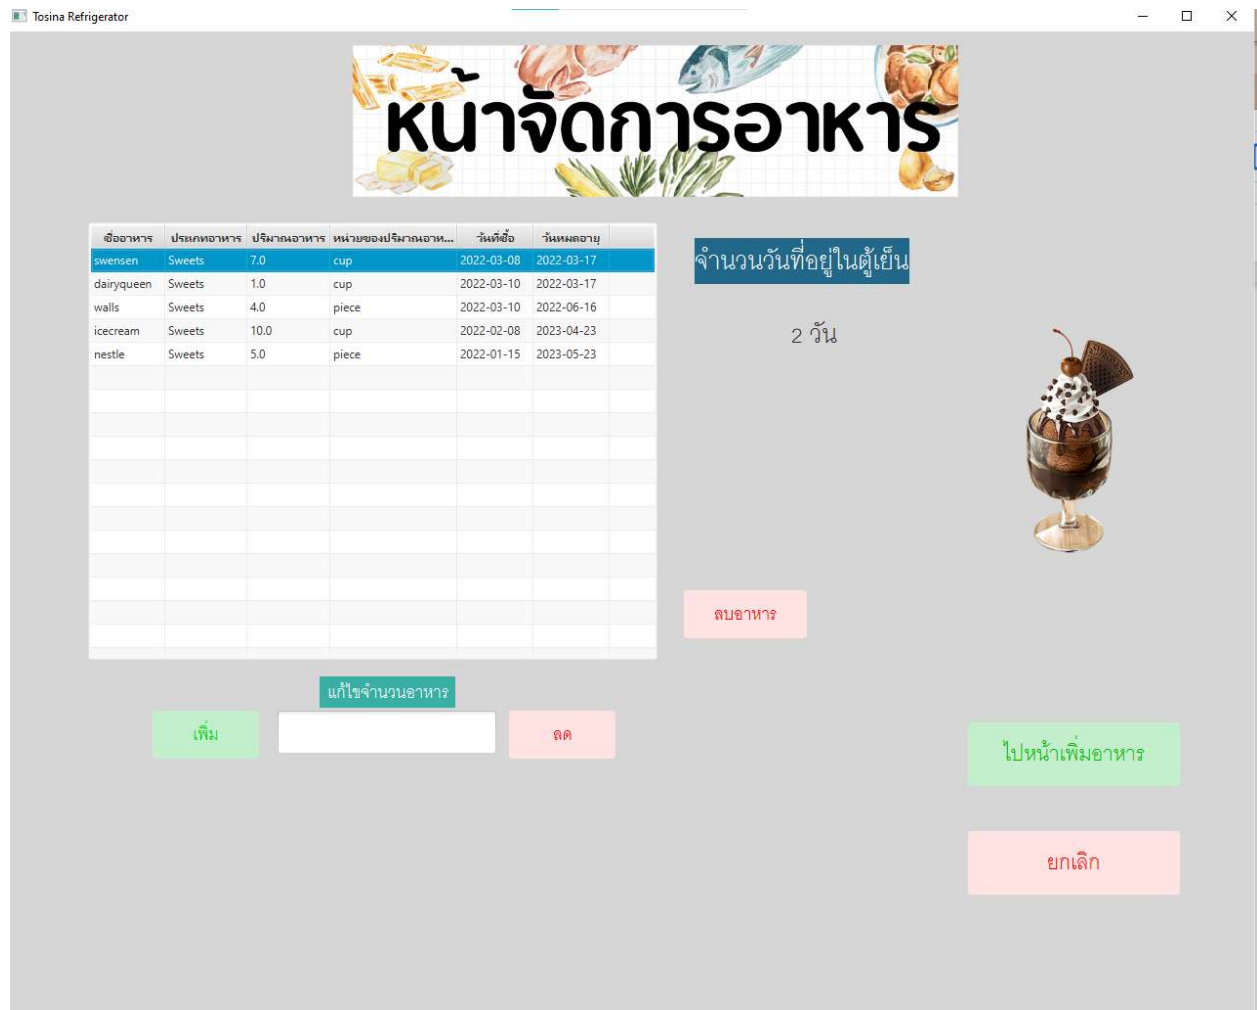 Tosina Refrigerator
หน้าจัดการอาหาร
ชื่ออาหาร ประเภทอาหาร ปริมาณอาหาร หน่วยของปริมาณอาห... วันที่ซื้อ วันหมดอายุ
swensen Sweets 7.0 cup 2022-03-08 2022-03-17
dairyqueen Sweets 1.0 cup 2022-03-10 2022-03-17
walls Sweets 4.0 piece 2022-03-10 2022-06-16
icecream Sweets 10.0 cup 2022-02-08 2023-04-23
nestle Sweets 5.0 piece 2022-01-15 2023-05-23
จำนวนวันที่อยู่ในตู้เย็น
2 วัน
ลบอาหาร
แก้ไขจำนวนอาหาร
เพิ่ม ลด
ไปหน้าเพิ่มอาหาร
ยกเลิก